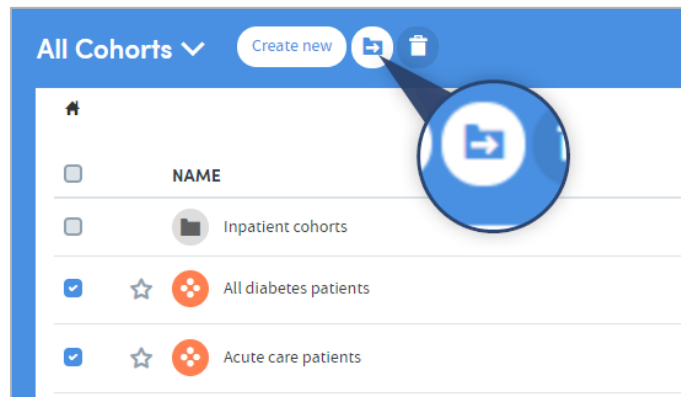 All Cohorts Create new
NAME
Inpatient cohorts
All diabetes patients
Acute care patients